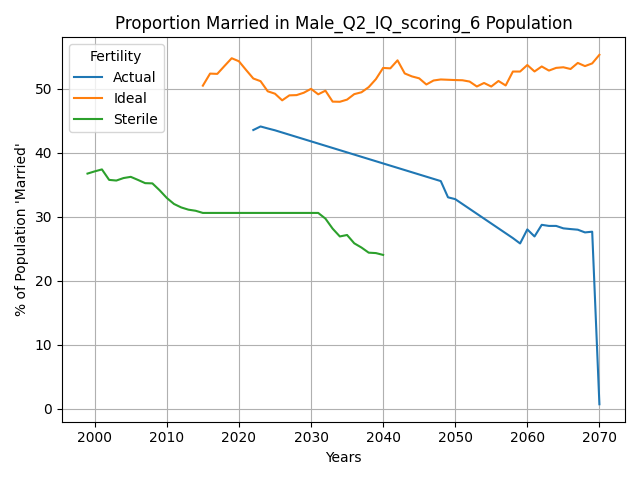 Proportion Married in Male_Q2_IQ_scoring_6 Population
Fertility
Actual
Ideal
Sterile
% of Population 'Married'
50
40
30
20
10
0
2000 2010 2020 2030 2040 2050 2060 2070
Years